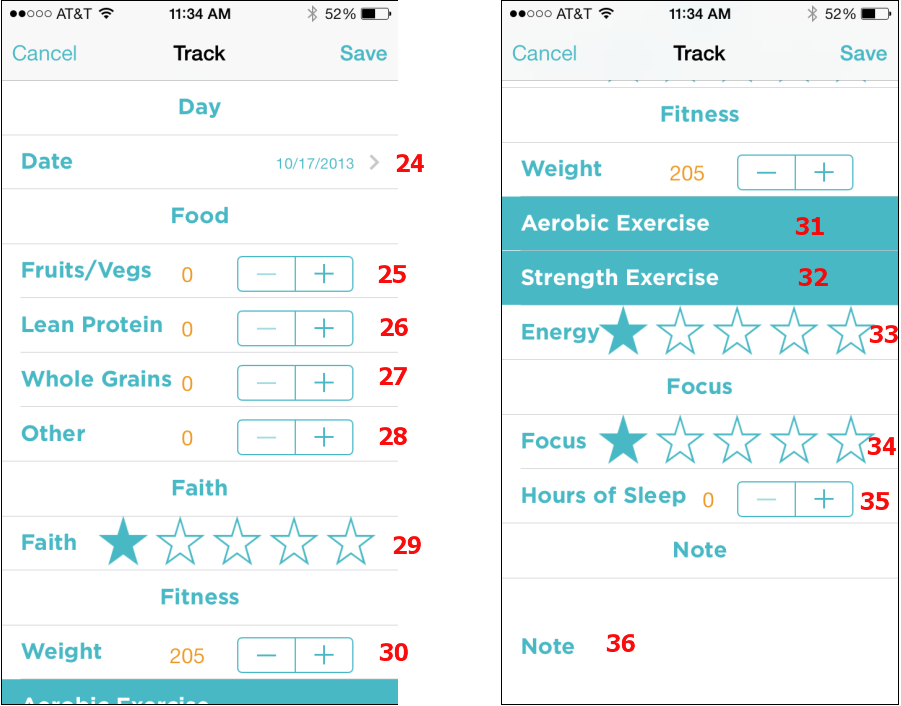 AT&T 11:34 AM 52%
Cancel Track Save
Day
Date 10/17/2013 24
Food
Fruits/Vegs 0 − + 25
Lean Protein 0 − + 26
Whole Grains 0 − + 27
Other 0 − + 28
Faith
Faith 29
Fitness
Weight 205 − + 30
Aerobic Exercise
AT&T 11:34 AM 52%
Cancel Track Save
Fitness
Weight 205 − +
Aerobic Exercise 31
Strength Exercise 32
Energy 33
Focus
Focus 34
Hours of Sleep 0 − + 35
Note
Note 36